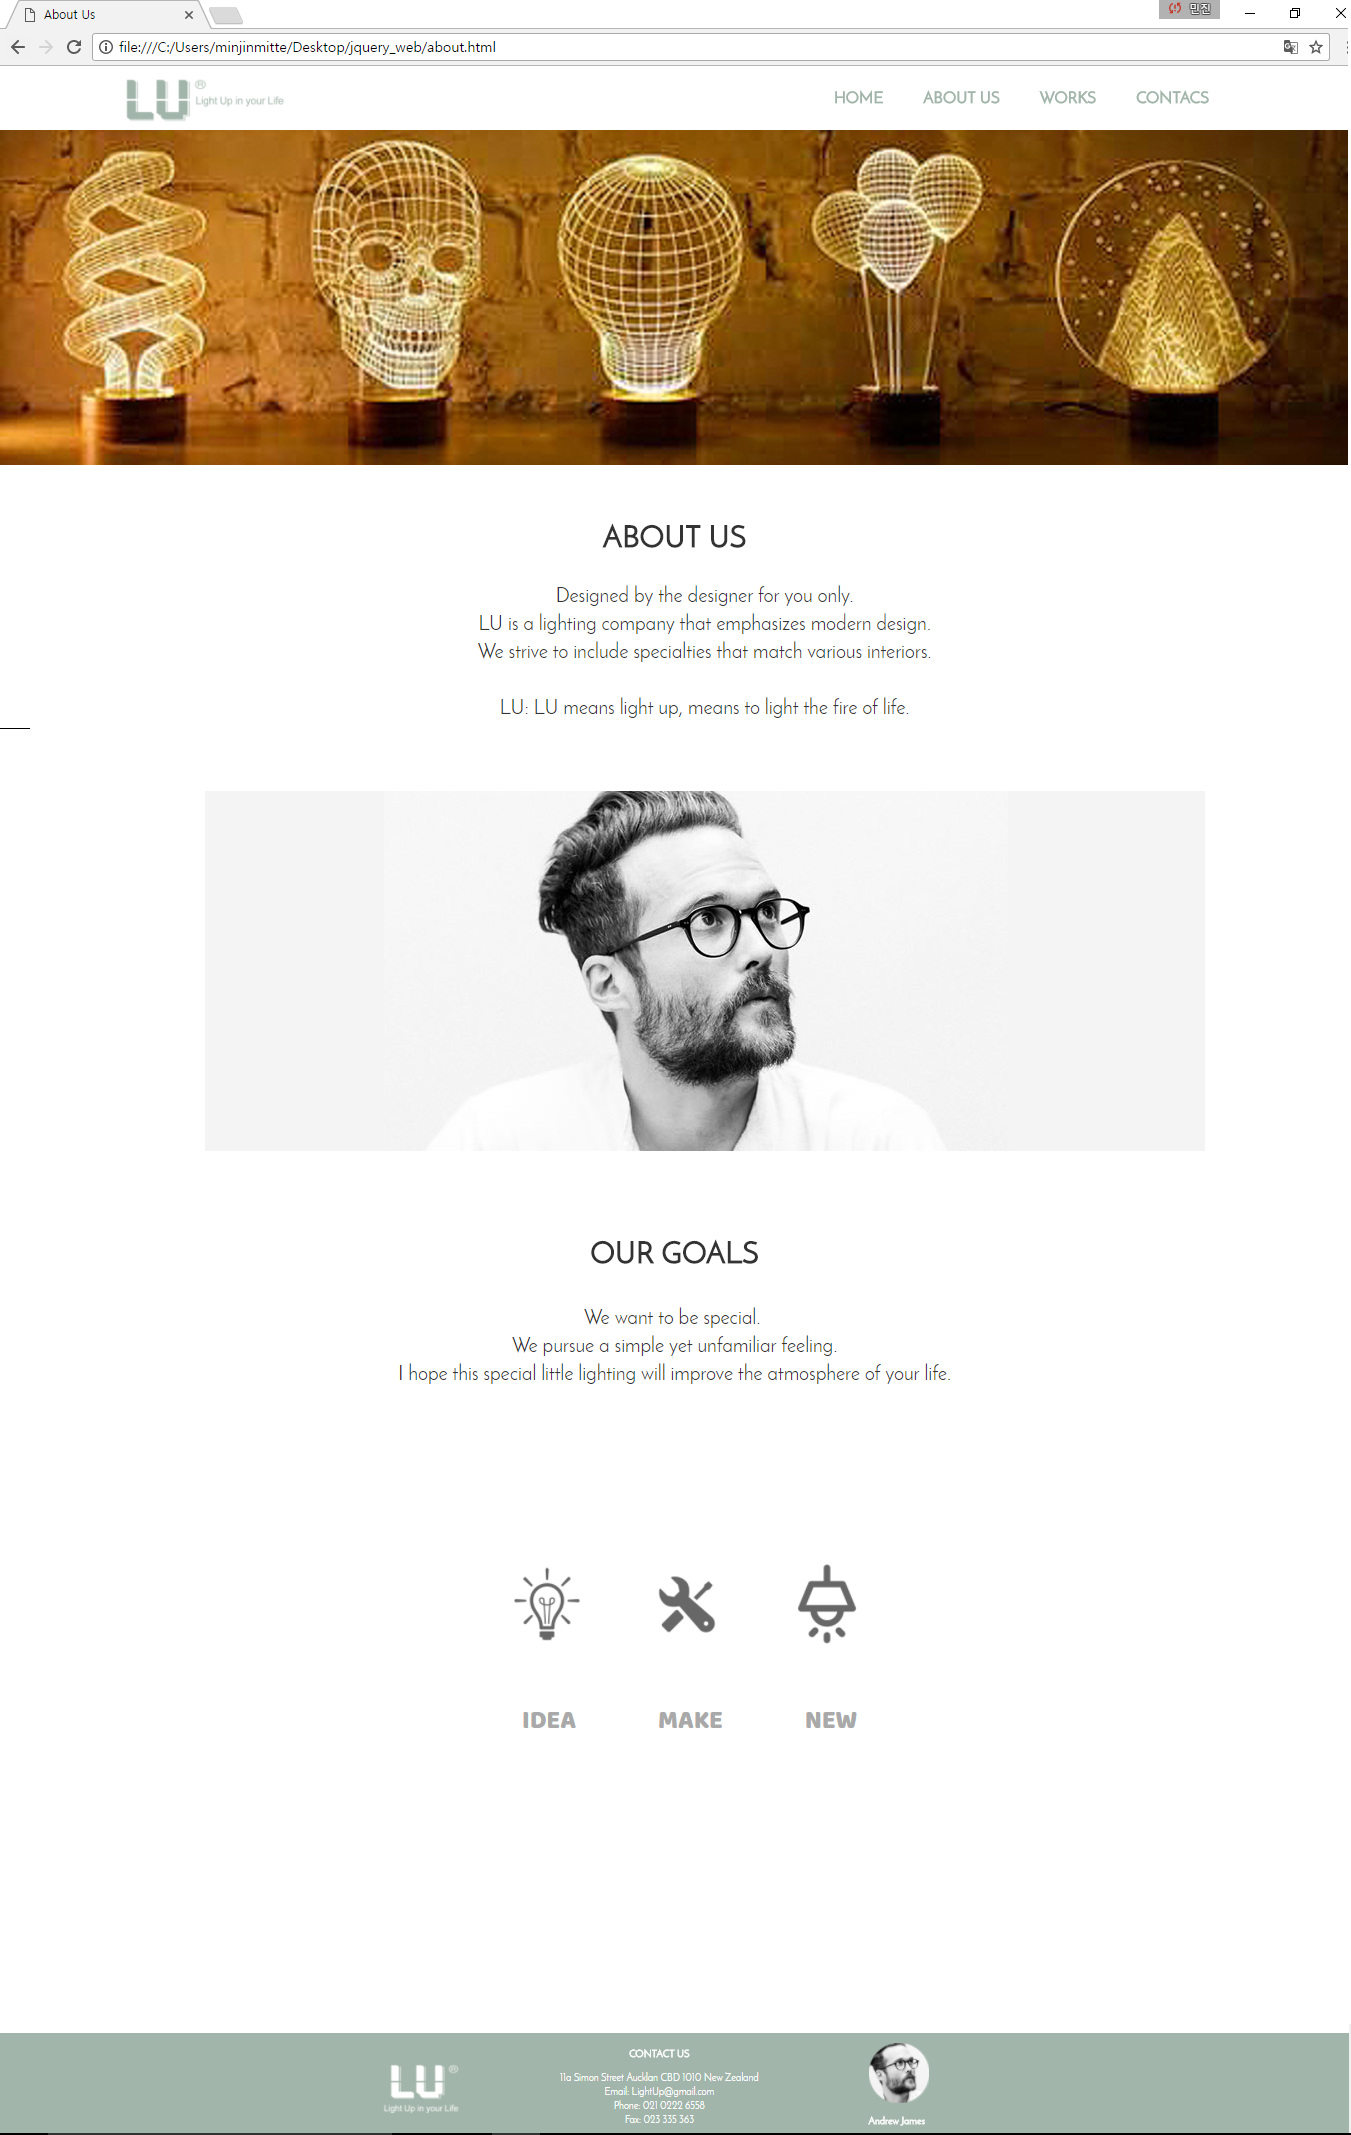 About Us
민진
file:///C:/Users/minjinmitte/Desktop/jquery_web/about.html
LU®
Light Up in your Life
HOME ABOUT US WORKS CONTACS
ABOUT US
Designed by the designer for you only.
LU is a lighting company that emphasizes modern design.
We strive to include specialties that match various interiors.
LU: LU means light up, means to light the fire of life.
OUR GOALS
We want to be special.
We pursue a simple yet unfamiliar feeling.
I hope this special little lighting will improve the atmosphere of your life.
IDEA MAKE NEW
LU®
Light Up in your Life
CONTACT US
11a Simon Street Aucklan CBD 1010 New Zealand
Email: LightUp@gmail.com
Phone: 021 0222 6558
Fax: 023 335 363
Andrew James